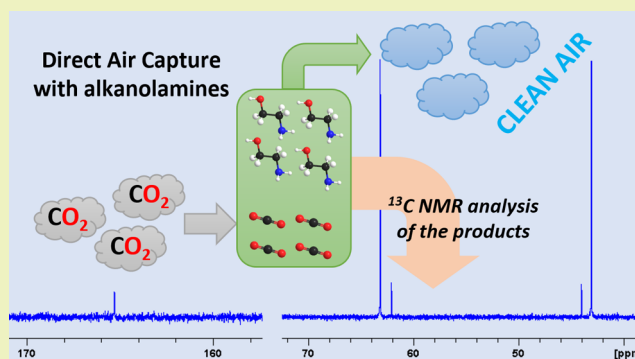 Direct Air Capture
with alkanolamines
CLEAN AIR
CO₂
CO₂
CO₂
¹³C NMR analysis
of the products
170 160 70 60 50 [ppm